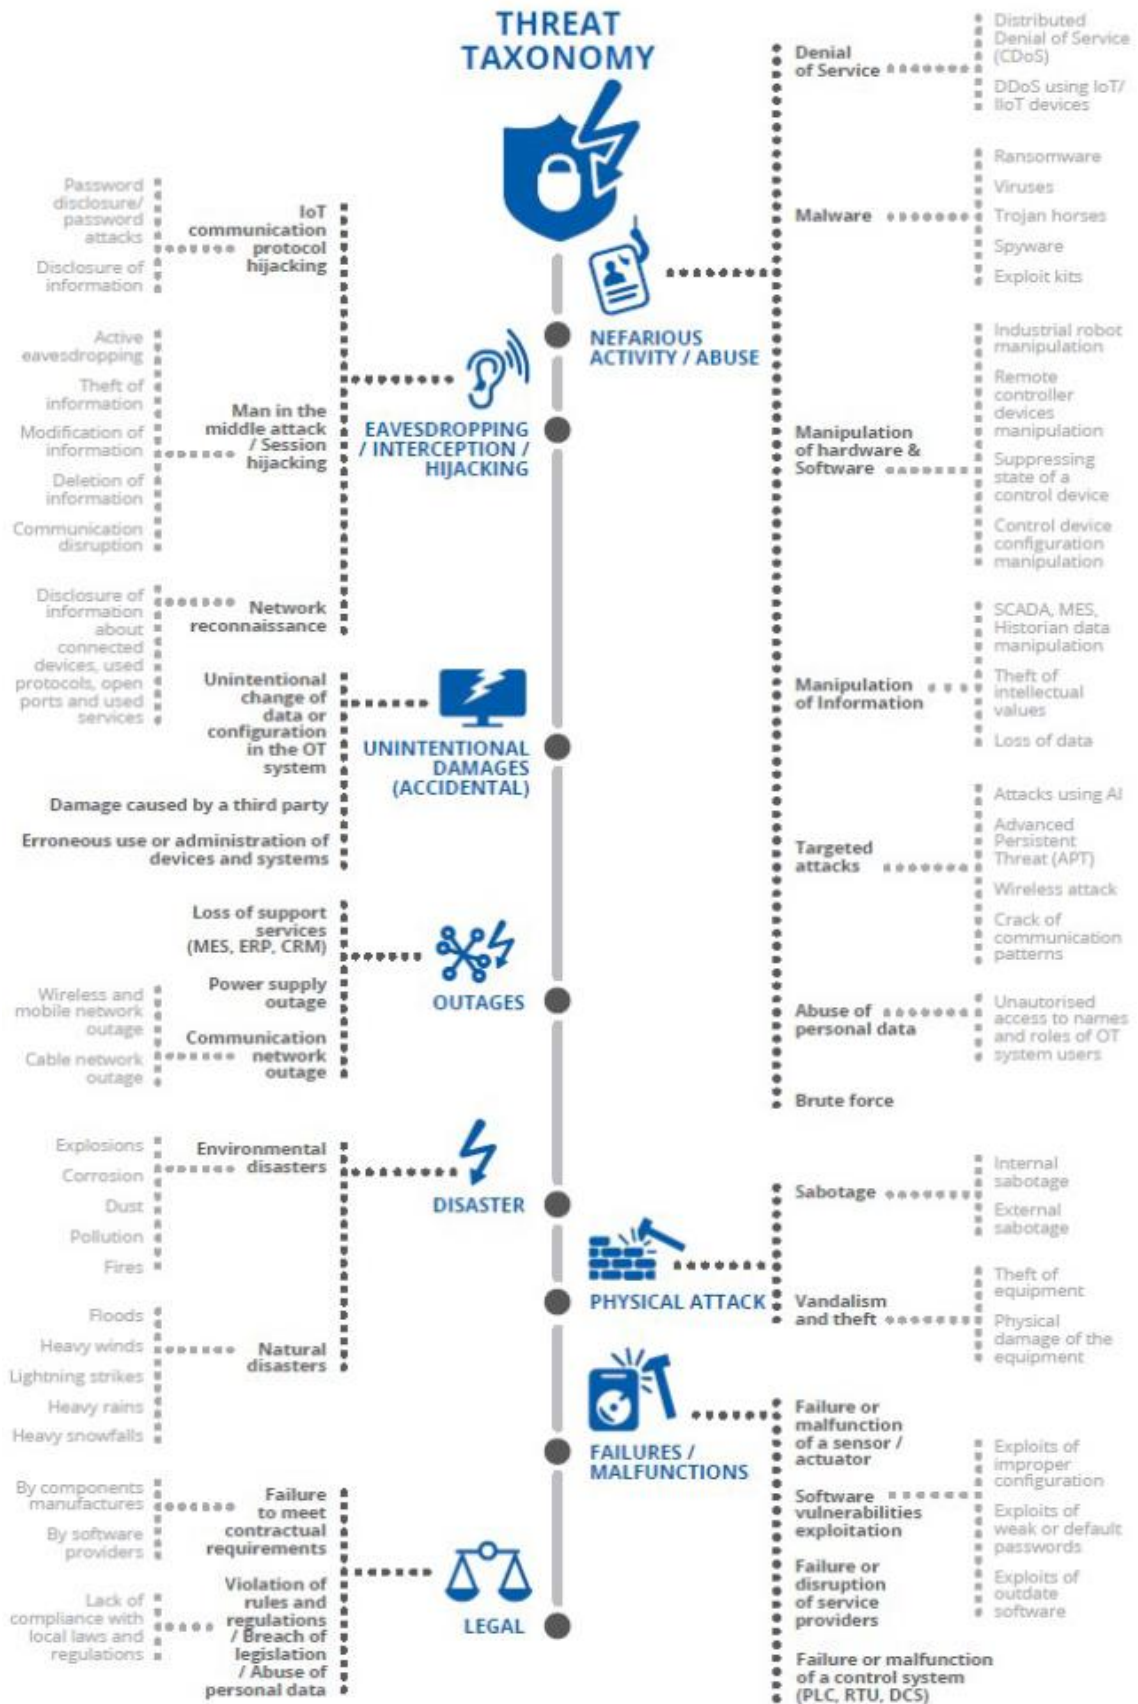 THREAT
TAXONOMY
NEFARIOUS
ACTIVITY / ABUSE
Denial
of Service
Distributed
Denial of Service
(CDoS)
DDoS using IoT/
IIoT devices
Malware
Ransomware
Viruses
Trojan horses
Spyware
Exploit kits
Manipulation
of hardware &
Software
Industrial robot
manipulation
Remote
controller
devices
manipulation
Suppressing
state of a
control device
Control device
configuration
manipulation
Manipulation
of Information
SCADA, MES,
Historian data
manipulation
Theft of
intellectual
values
Loss of data
Targeted
attacks
Attacks using AI
Advanced
Persistent
Threat (APT)
Wireless attack
Crack of
communication
patterns
Abuse of
personal data
Unautorised
access to names
and roles of OT
system users
Brute force
EAVESDROPPING
/ INTERCEPTION /
HIJACKING
IoT
communication
protocol
hijacking
Password
disclosure/
password
attacks
Disclosure of
information
Man in the
middle attack
/ Session
hijacking
Active
eavesdropping
Theft of
information
Modification of
information
Deletion of
information
Communication
disruption
Network
reconnaissance
Disclosure of
information
about
connected
devices, used
protocols, open
ports and used
services
UNINTENTIONAL
DAMAGES
(ACCIDENTAL)
Unintentional
change of
data or
configuration
in the OT
system
Damage caused by a third party
Erroneous use or administration of
devices and systems
OUTAGES
Loss of support
services
(MES, ERP, CRM)
Power supply
outage
Communication
network
outage
Wireless and
mobile network
outage
Cable network
outage
DISASTER
Environmental
disasters
Explosions
Corrosion
Dust
Pollution
Fires
Natural
disasters
Floods
Heavy winds
Lightning strikes
Heavy rains
Heavy snowfalls
PHYSICAL ATTACK
Sabotage
Internal
sabotage
External
sabotage
Vandalism
and theft
Theft of
equipment
Physical
damage of the
equipment
FAILURES /
MALFUNCTIONS
Failure or
malfunction
of a sensor /
actuator
Software
vulnerabilities
exploitation
Exploits of
improper
configuration
Exploits of
weak or default
passwords
Exploits of
outdate
software
Failure or
disruption
of service
providers
Failure or malfunction
of a control system
(PLC, RTU, DCS)
LEGAL
Failure
to meet
contractual
requirements
By components
manufactures
By software
providers
Violation of
rules and
regulations
/ Breach of
legislation
/ Abuse of
personal data
Lack of
compliance with
local laws and
regulations